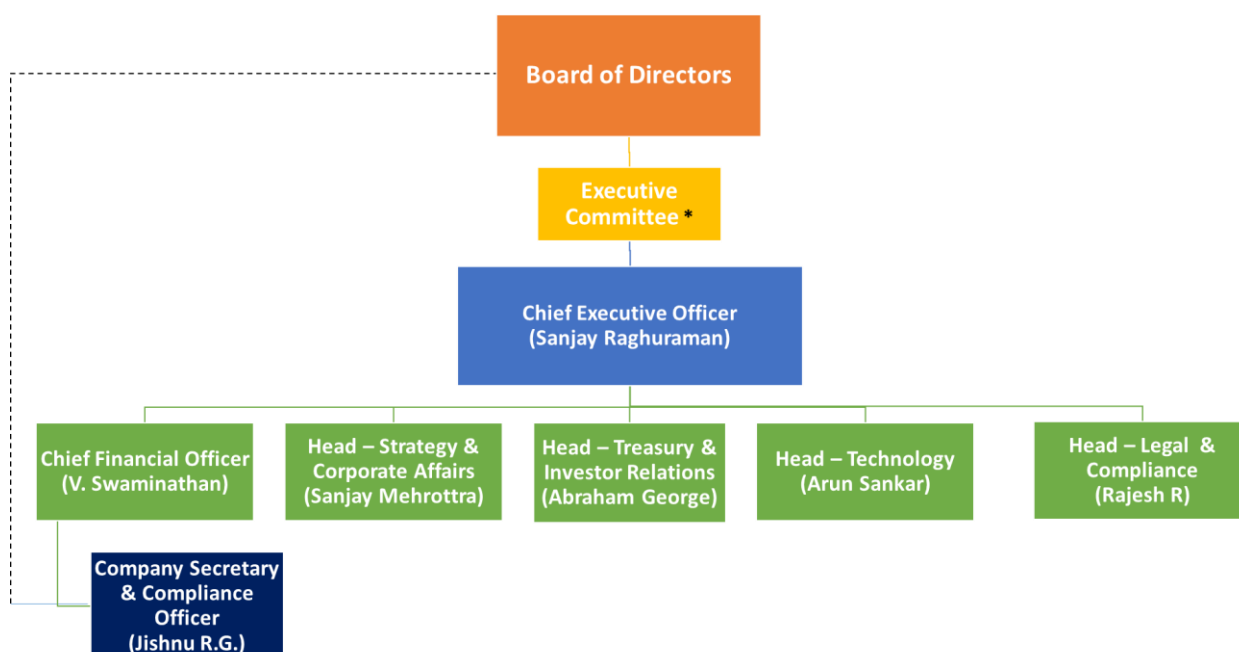 Board of Directors
Executive
Committee *
Chief Executive Officer
(Sanjay Raghuraman)
Chief Financial Officer
(V. Swaminathan)
Head – Strategy &
Corporate Affairs
(Sanjay Mehrottra)
Head – Treasury &
Investor Relations
(Abraham George)
Head – Technology
(Arun Sankar)
Head – Legal &
Compliance
(Rajesh R)
Company Secretary
& Compliance
Officer
(Jishnu R.G.)